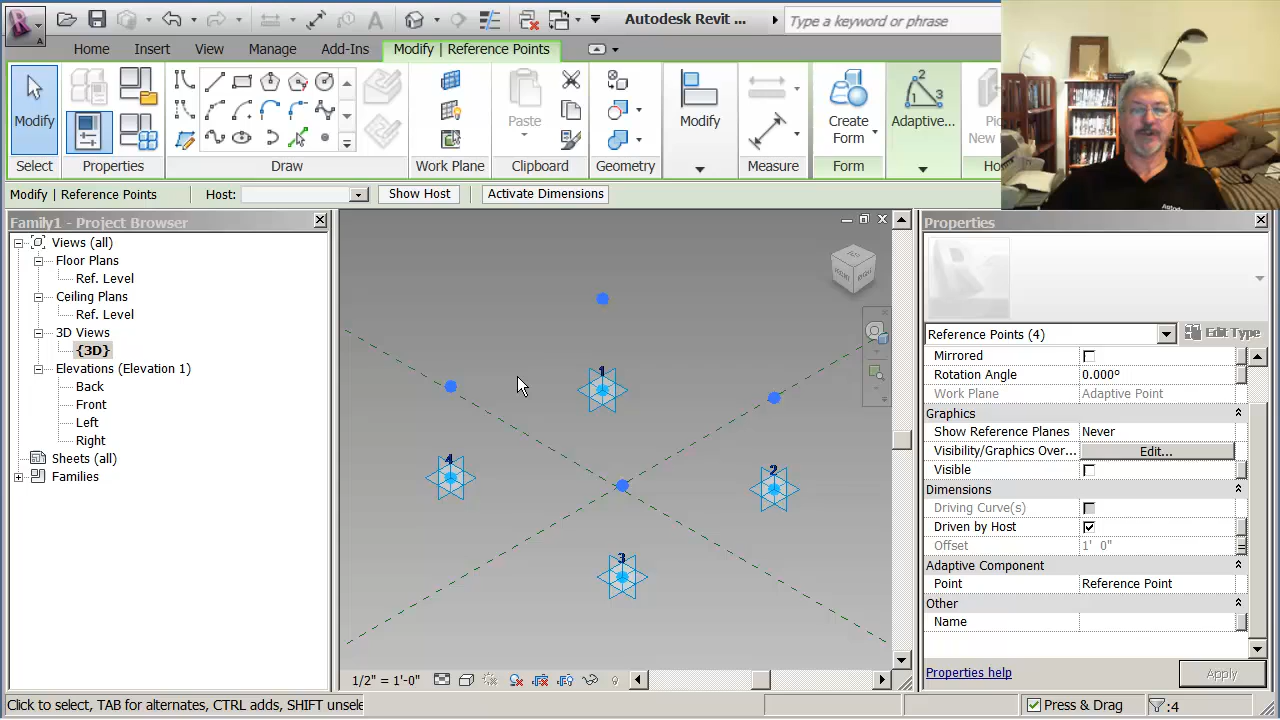 A
A
Autodesk Revit ...
Type a keyword or phrase
Home
Insert
View
Manage
Add-Ins
Modify | Reference Points
Modify
Select
Properties
Draw
Work Plane
Paste
Clipboard
Geometry
Modify
Measure
Create
Form
Form
1
2
3
Adaptive...
New
Modify | Reference Points
Host:
Show Host
Activate Dimensions
Family1 - Project Browser
Views (all)
Floor Plans
Ref. Level
Ceiling Plans
Ref. Level
3D Views
{3D}
Elevations (Elevation 1)
Back
Front
Left
Right
Sheets (all)
Families
1
4
2
3
1/2" = 1'-0"
Properties
Reference Points (4)
Edit Type
Mirrored
Rotation Angle 0.000°
Work Plane Adaptive Point
Graphics
Show Reference Planes Never
Visibility/Graphics Over... Edit...
Visible
Dimensions
Driving Curve(s)
Driven by Host
Offset 1' 0"
Adaptive Component
Point Reference Point
Other
Name
Properties help
Apply
Click to select, TAB for alternates, CTRL adds, SHIFT unsele
Press & Drag
:4